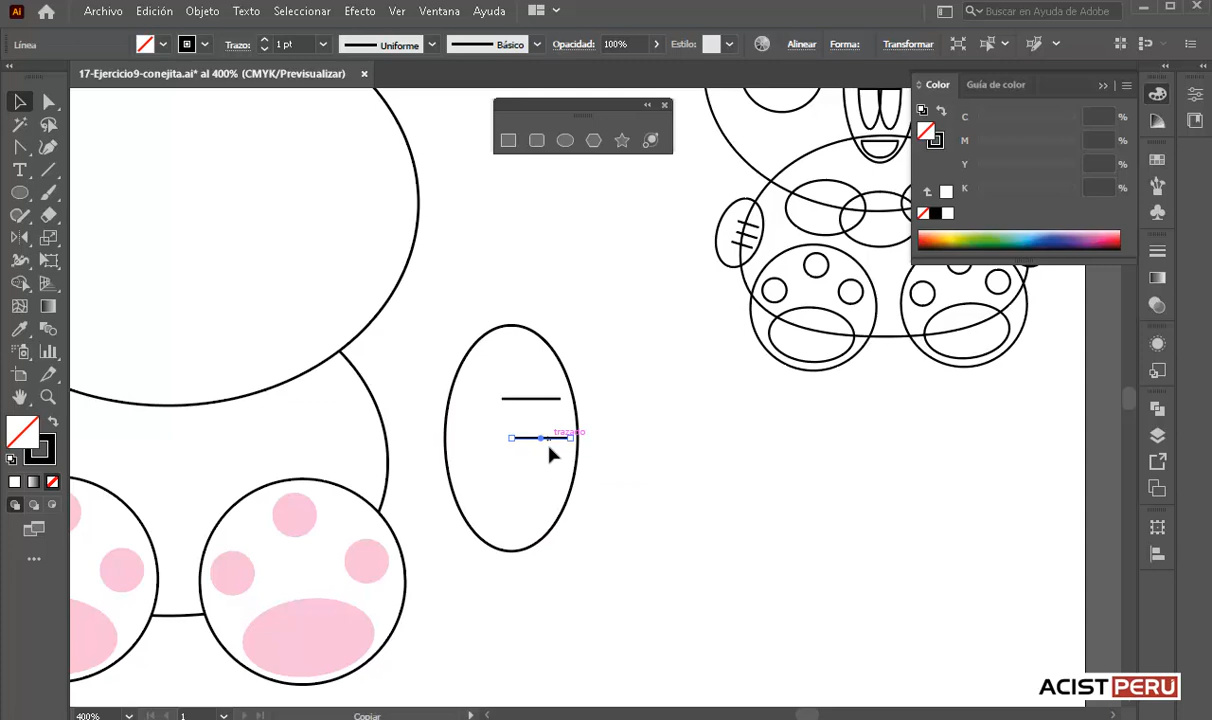 Ai Archivo Edición Objeto Texto Seleccionar Efecto Ver Ventana Ayuda Buscar en Ayuda de Adobe
Línea Trazo: 1 pt Uniforme Básico Opacidad: 100% Estilo: Alinear Forma: Transformar
17-Ejercicio9-conejita.ai* al 400% (CMYK/Previsualizar)
Color Guía de color
C %
M %
Y %
K %
trazado
ACIST PERU
400% 1 Copiar